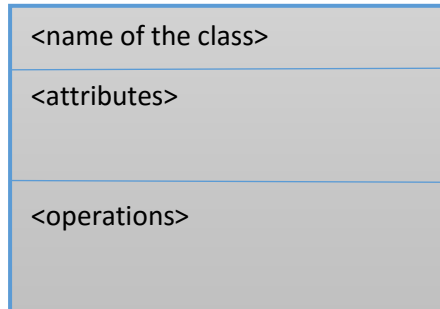 <name of the class>
<attributes>
<operations>